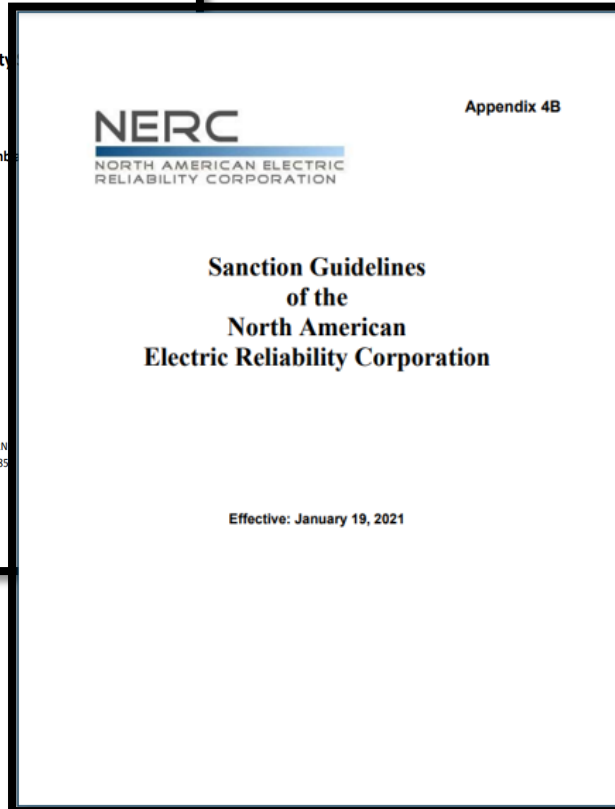 Appendix 4B
NERC
NORTH AMERICAN ELECTRIC
RELIABILITY CORPORATION
Sanction Guidelines
of the
North American
Electric Reliability Corporation
Effective: January 19, 2021